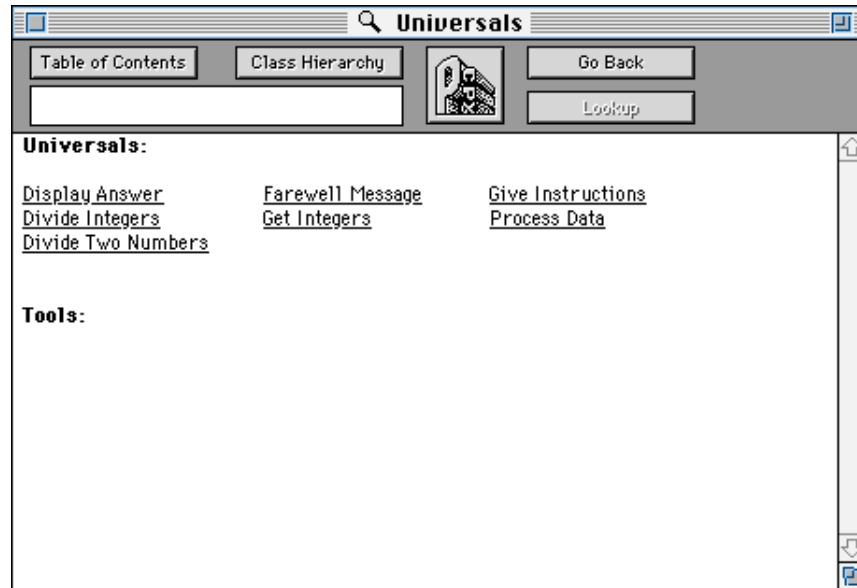 Universals
Table of Contents Class Hierarchy Go Back
Lookup
Universals:
Display Answer Farewell Message Give Instructions
Divide Integers Get Integers Process Data
Divide Two Numbers
Tools: